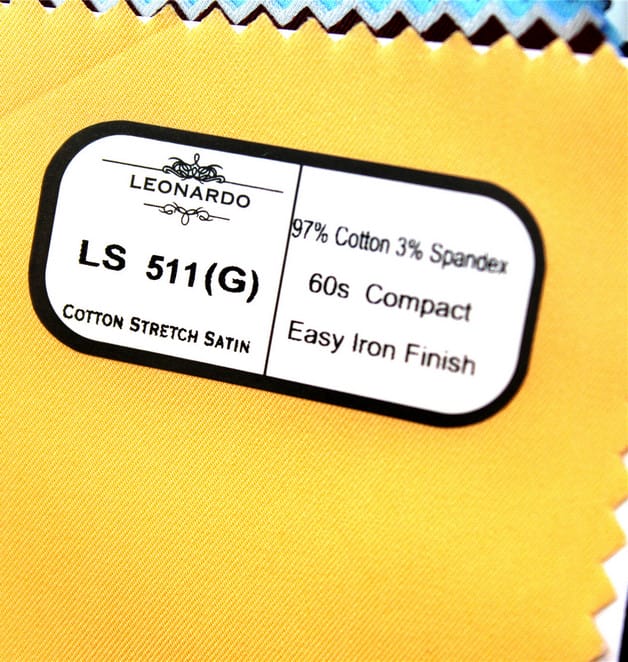 LEONARDO
LS 511(G)
COTTON STRETCH SATIN
97% Cotton 3% Spandex
60s Compact
Easy Iron Finish